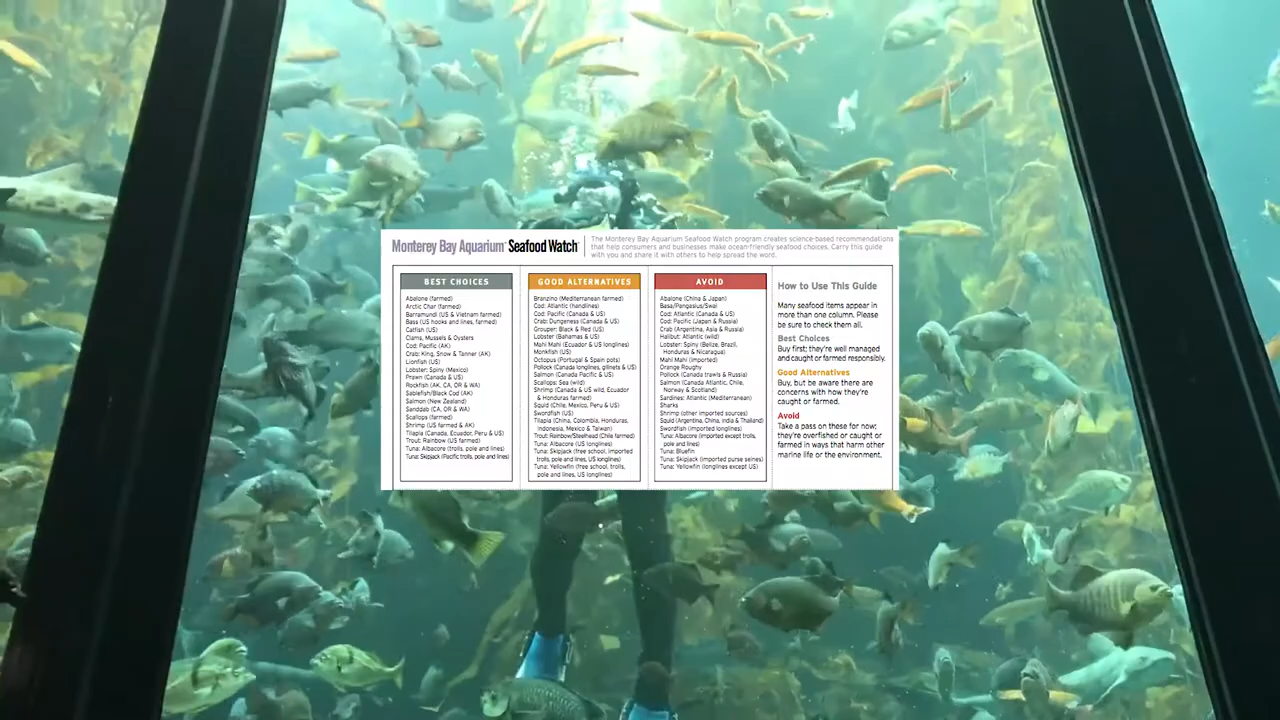 Monterey Bay Aquarium Seafood Watch
The Monterey Bay Aquarium Seafood Watch program creates science-based recommendations
that help consumers and businesses make ocean-friendly seafood choices. Carry this guide
with you and share it with others to help spread the word.
BEST CHOICES
Abalone (farmed)
Arctic Char (farmed)
Barramundi (US & Vietnam farmed)
Bass (US hooks and lines, farmed)
Catfish (US)
Clams, Mussels & Oysters
Cod: Pacific (AK)
Crab: King, Snow & Tanner (AK)
Lionfish (US)
Lobster: Spiny (Mexico)
Prawn (Canada & US)
Rockfish (AK, CA, OR & WA)
Sablefish/Black Cod (AK)
Salmon (New Zealand)
Sanddab (CA, OR & WA)
Scallops (farmed)
Shrimp (US farmed & AK)
Tilapia (Canada, Ecuador, Peru & US)
Trout: Rainbow (US farmed)
Tuna: Albacore (trolls, pole and lines)
Tuna: Skipjack (Pacific trolls, pole and lines)
GOOD ALTERNATIVES
Branzino (Mediterranean farmed)
Cod: Atlantic (handlines)
Cod: Pacific (Canada & US)
Crab: Dungeness (Canada & US)
Grouper: Black & Red (US)
Lobster (Bahamas & US)
Mahi Mahi (Ecuador & US longlines)
Monkfish (US)
Octopus (Portugal & Spain pots)
Pollock (Canada longlines, gillnets & US)
Salmon (Canada Pacific & US)
Scallops: Sea (wild)
Shrimp (Canada & US wild, Ecuador
& Honduras farmed)
Squid (Chile, Mexico, Peru & US)
Swordfish (US)
Tilapia (China, Colombia, Honduras,
Indonesia, Mexico & Taiwan)
Trout: Rainbow/Steelhead (Chile farmed)
Tuna: Albacore (US longlines)
Tuna: Skipjack (free school, imported
trolls, pole and lines, US longlines)
Tuna: Yellowfin (free school, trolls,
pole and lines, US longlines)
AVOID
Abalone (China & Japan)
Basa/Pangasius/Swai
Cod: Atlantic (Canada & US)
Cod: Pacific (Japan & Russia)
Crab (Argentina, Asia & Russia)
Halibut: Atlantic (wild)
Lobster: Spiny (Belize, Brazil,
Honduras & Nicaragua)
Mahi Mahi (imported)
Orange Roughy
Pollock (Canada trawls & Russia)
Salmon (Canada Atlantic, Chile,
Norway & Scotland)
Sardines: Atlantic (Mediterranean)
Sharks
Shrimp (other imported sources)
Squid (Argentina, China, India & Thailand)
Swordfish (imported longlines)
Tuna: Albacore (imported except trolls,
pole and lines)
Tuna: Bluefin
Tuna: Skipjack (imported purse seines)
Tuna: Yellowfin (longlines except US)
How to Use This Guide
Many seafood items appear in
more than one column. Please
be sure to check them all.
Best Choices
Buy first; they're well managed
and caught or farmed responsibly.
Good Alternatives
Buy, but be aware there are
concerns with how they're
caught or farmed.
Avoid
Take a pass on these for now;
they're overfished or caught or
farmed in ways that harm other
marine life or the environment.